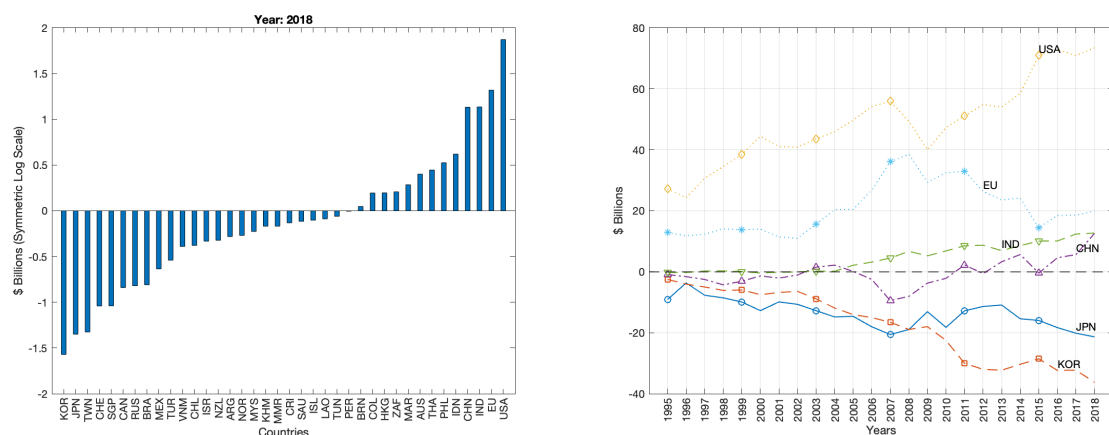 Year: 2018
$ Billions (Symmetric Log Scale)
2
1.5
1
0.5
0
-0.5
-1
-1.5
-2
KOR
JPN
TWN
CHE
SGP
CAN
RUS
BRA
MEX
TUR
VNM
CHL
ISR
NZL
ARG
NOR
MYS
KHM
MMR
CRI
SAU
ISL
LAO
TUN
PER
BRN
COL
HKG
ZAF
MAR
AUS
THA
PHL
IDN
CHN
IND
EU
USA
Countries
$ Billions
80
60
40
20
0
-20
-40
USA
EU
IND
CHN
JPN
KOR
1995
1996
1997
1998
1999
2000
2001
2002
2003
2004
2005
2006
2007
2008
2009
2010
2011
2012
2013
2014
2015
2016
2017
2018
Years